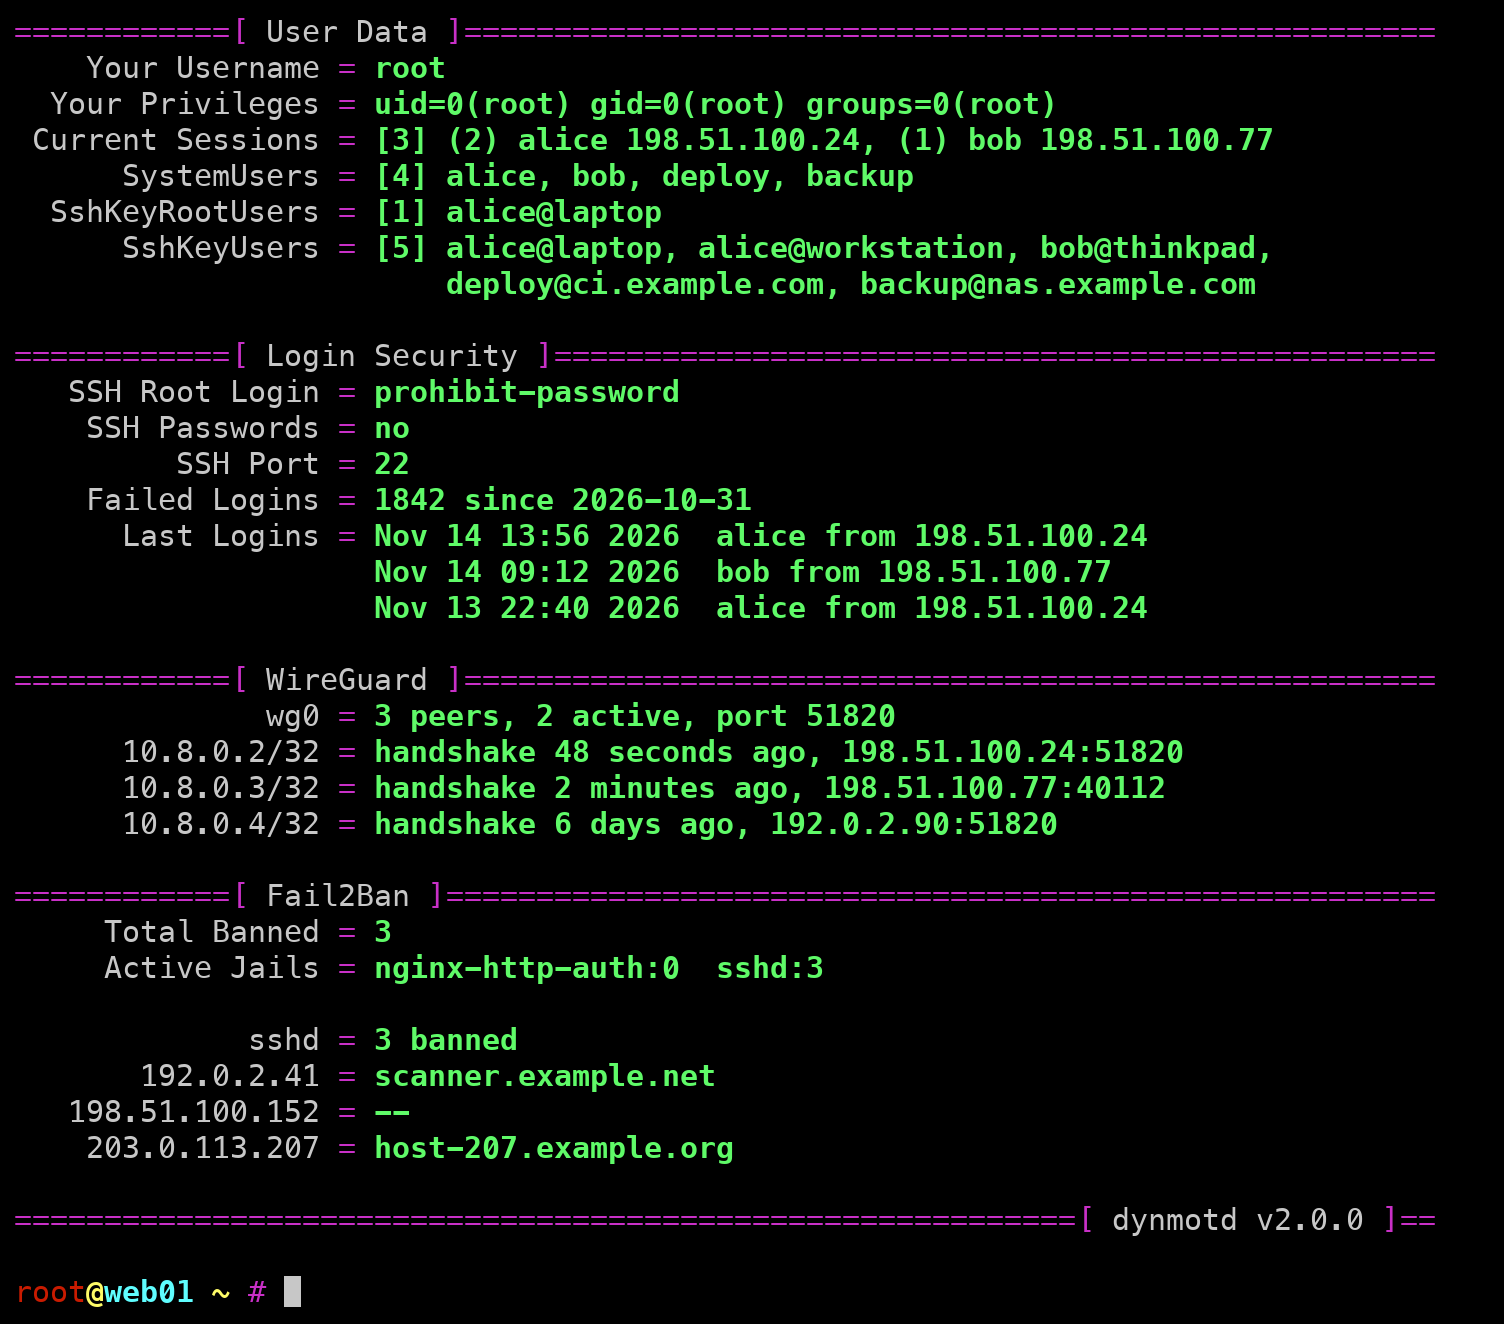 ============[ User Data ]======================================================
Your Username = root
Your Privileges = uid=0(root) gid=0(root) groups=0(root)
Current Sessions = [3] (2) alice 198.51.100.24, (1) bob 198.51.100.77
SystemUsers = [4] alice, bob, deploy, backup
SshKeyRootUsers = [1] alice@laptop
SshKeyUsers = [5] alice@laptop, alice@workstation, bob@thinkpad,
deploy@ci.example.com, backup@nas.example.com
============[ Login Security ]=================================================
SSH Root Login = prohibit-password
SSH Passwords = no
SSH Port = 22
Failed Logins = 1842 since 2026-10-31
Last Logins = Nov 14 13:56 2026  alice from 198.51.100.24
Nov 14 09:12 2026  bob from 198.51.100.77
Nov 13 22:40 2026  alice from 198.51.100.24
============[ WireGuard ]======================================================
wg0 = 3 peers, 2 active, port 51820
10.8.0.2/32 = handshake 48 seconds ago, 198.51.100.24:51820
10.8.0.3/32 = handshake 2 minutes ago, 198.51.100.77:40112
10.8.0.4/32 = handshake 6 days ago, 192.0.2.90:51820
============[ Fail2Ban ]=======================================================
Total Banned = 3
Active Jails = nginx-http-auth:0  sshd:3
sshd = 3 banned
192.0.2.41 = scanner.example.net
198.51.100.152 = --
203.0.113.207 = host-207.example.org
===========================================================[ dynmotd v2.0.0 ]==
root@web01 ~ #